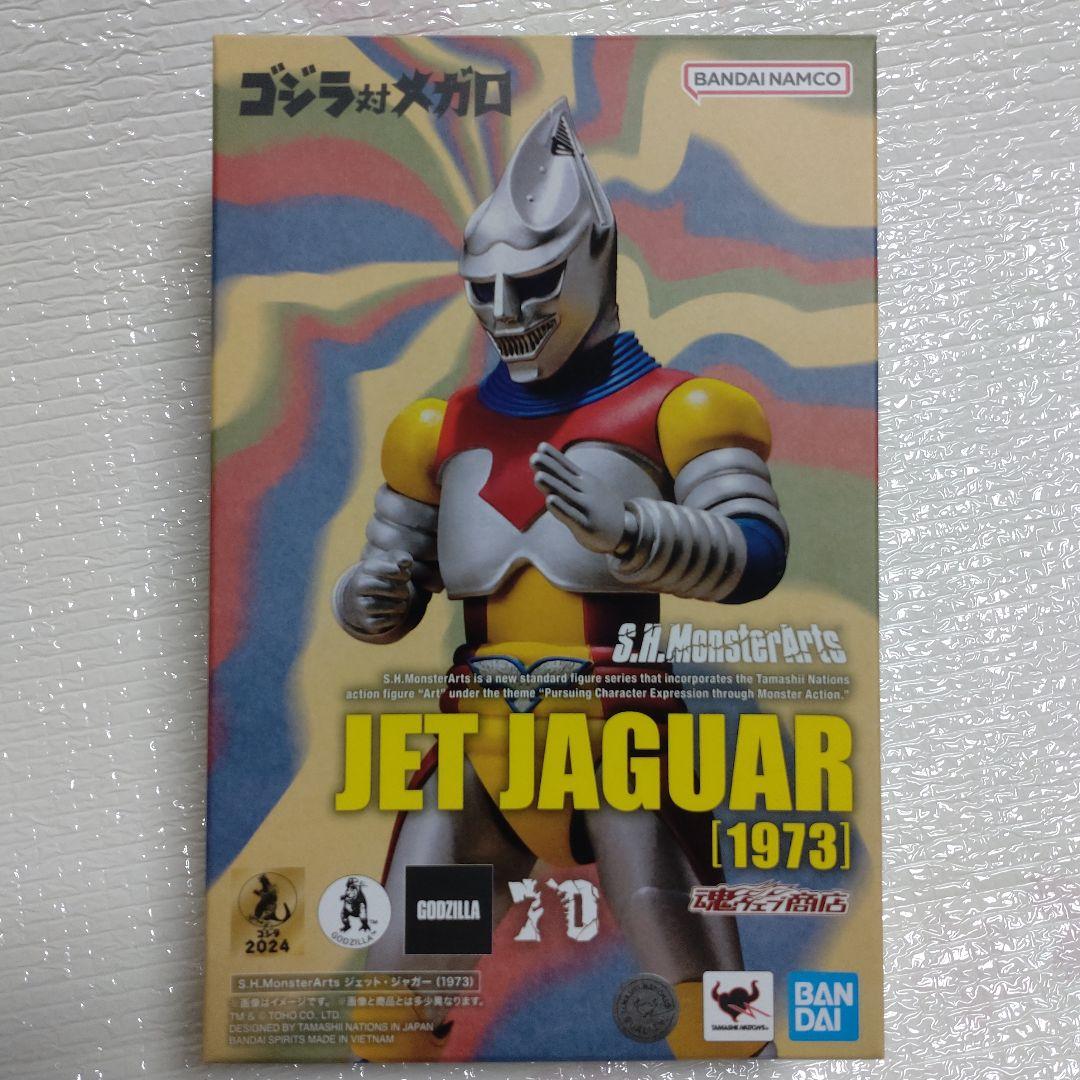 ゴジラ対メガロ
BANDAI NAMCO
S.H.MonsterArts
S.H.MonsterArts is a new standard figure series that incorporates the Tamashii Nations
action figure “Art” under the theme “Pursuing Character Expression through Monster Action.”
JET JAGUAR
[1973]
ゴジラ
2024
GODZILLA
TM
GODZILLA
70
魂ウェブ商店
S.H.MonsterArts ジェット・ジャガー(1973)
※画像はイメージです。 ※画像と商品とは多少異なります。
TM & © TOHO CO., LTD.
DESIGNED BY TAMASHII NATIONS IN JAPAN
BANDAI SPIRITS MADE IN VIETNAM
TAMASHII NATIONS
BAN
DAI